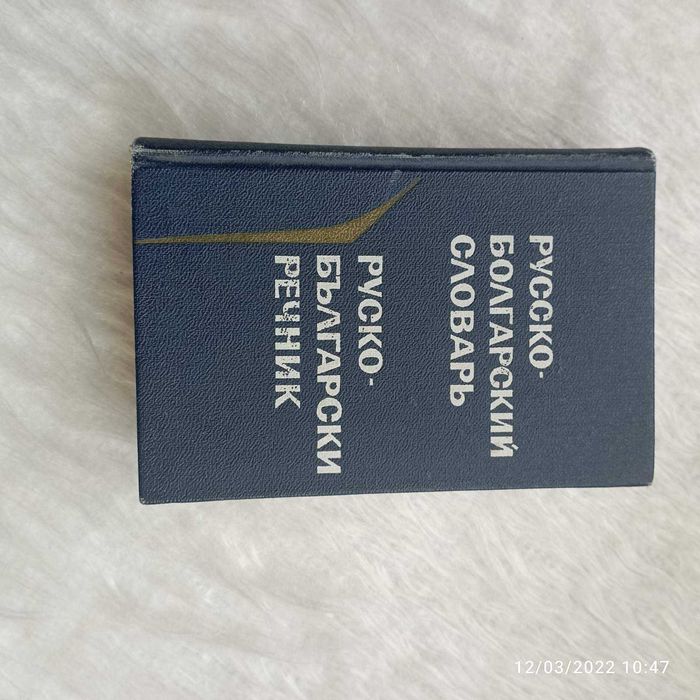 РУССКО-
БОЛГАРСКИЙ
СЛОВАРЬ
РУСКО-
БЪЛГАРСКИ
РЕЧНИК
12/03/2022 10:47